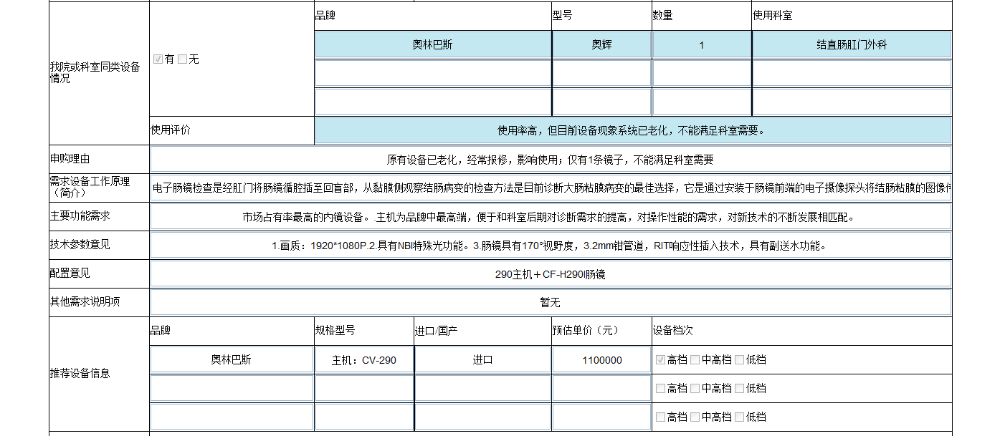 品牌 型号 数量 使用科室
奥林巴斯 奥辉 1 结直肠肛门外科
我院或科室同类设备
情况
有 无
使用评价 使用率高，但目前设备现象系统已老化，不能满足科室需要。
申购理由 原有设备已老化，经常报修，影响使用；仅有1条镜子，不能满足科室需要
需求设备工作原理
（简介）
电子肠镜检查是经肛门将肠镜循腔插至回盲部，从黏膜侧观察结肠病变的检查方法是目前诊断大肠粘膜病变的最佳选择，它是通过安装于肠镜前端的电子摄像探头将结肠粘膜的图像传
主要功能需求 市场占有率最高的内镜设备。.主机为品牌中最高端，便于和科室后期对诊断需求的提高，对操作性能的需求，对新技术的不断发展相匹配。
技术参数意见 1.画质：1920*1080P.2.具有NBI特殊光功能。3.肠镜具有170°视野度，3.2mm钳管道，RIT响应性插入技术，具有副送水功能。
配置意见 290主机＋CF-H290I肠镜
其他需求说明项 暂无
品牌 规格型号 进口/国产 预估单价（元） 设备档次
推荐设备信息
奥林巴斯 主机：CV-290 进口 1100000 高档 中高档 低档
高档 中高档 低档
高档 中高档 低档